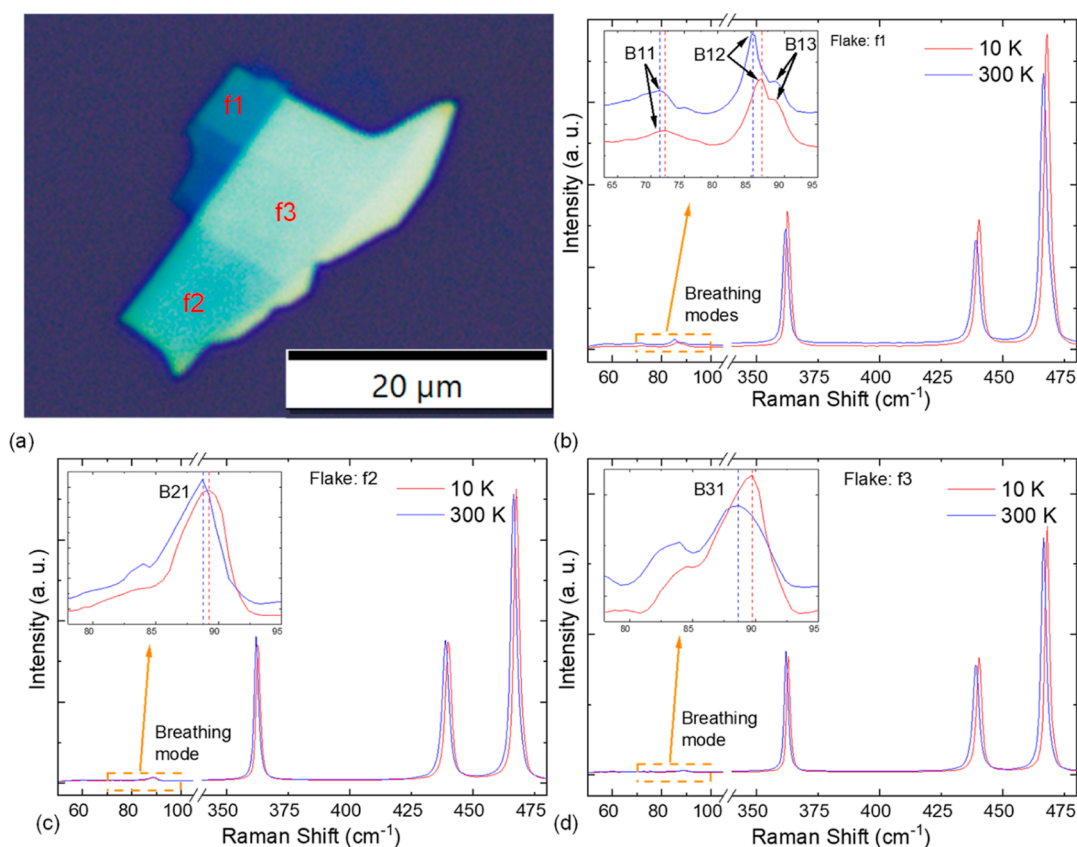 f1
f3
f2
20 µm
(a)
Flake: f1
10 K
300 K
B11
B12
B13
65 70 75 80 85 90 95
Breathing
modes
Intensity (a. u.)
60 80 100 350 375 400 425 450 475
Raman Shift (cm-1)
(b)
Flake: f2
10 K
300 K
B21
80 85 90 95
Breathing
mode
Intensity (a. u.)
60 80 100 350 375 400 425 450 475
Raman Shift (cm-1)
(c)
Flake: f3
10 K
300 K
B31
80 85 90 95
Breathing
mode
Intensity (a. u.)
60 80 100 350 375 400 425 450 475
Raman Shift (cm-1)
(d)